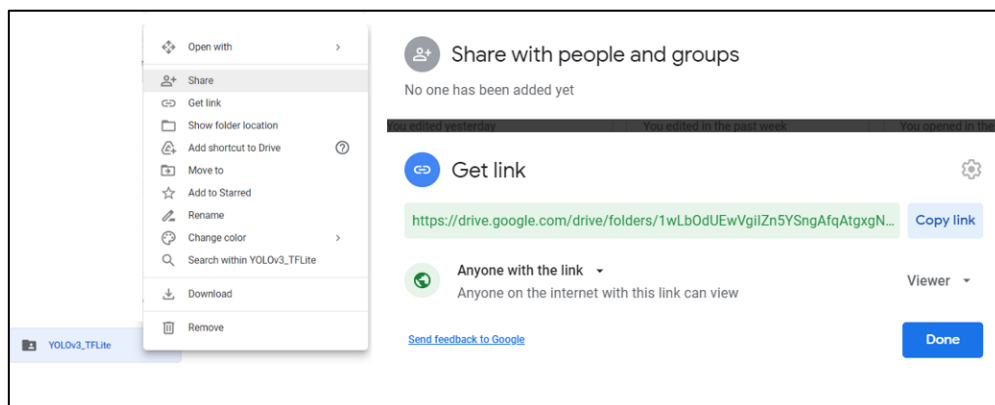 Open with
Share
Get link
Show folder location
Add shortcut to Drive
Move to
Add to Starred
Rename
Change color
Search within YOLOv3_TFLite
Download
Remove
YOLOv3_TFLite
Share with people and groups
No one has been added yet
You edited yesterday
You edited in the past week
You opened in the
Get link
https://drive.google.com/drive/folders/1wLbOdUEwVgiIZn5YSngAfqAtgxgN...
Copy link
Anyone with the link
Anyone on the internet with this link can view
Viewer
Send feedback to Google
Done